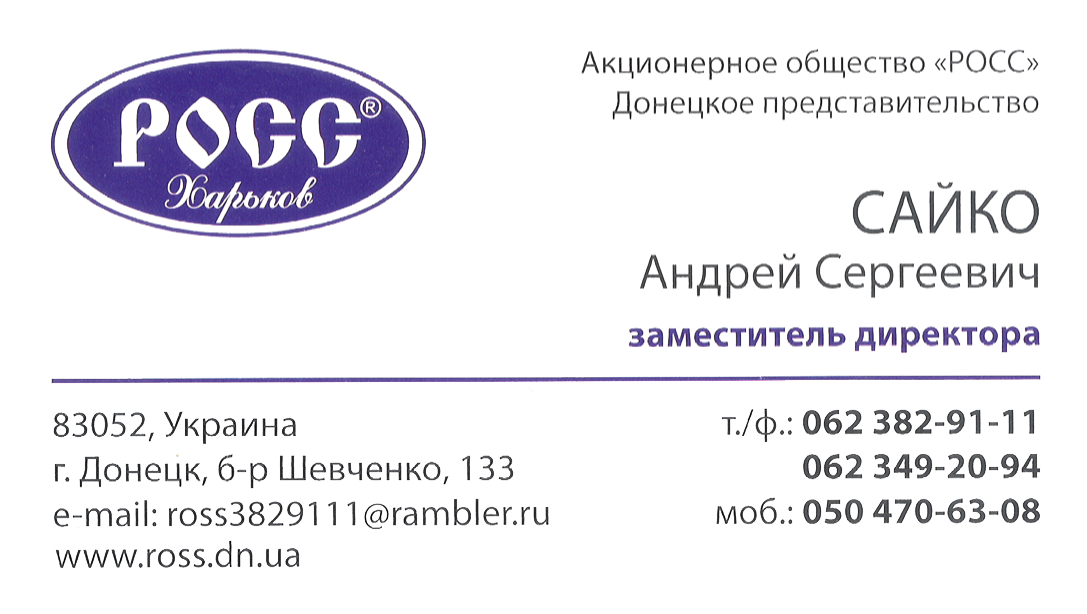 РОСС®
Харьков
Акционерное общество «РОСС»
Донецкое представительство
САЙКО
Андрей Сергеевич
заместитель директора
83052, Украина
г. Донецк, б-р Шевченко, 133
e-mail: ross3829111@rambler.ru
www.ross.dn.ua
т./ф.: 062 382-91-11
062 349-20-94
моб.: 050 470-63-08